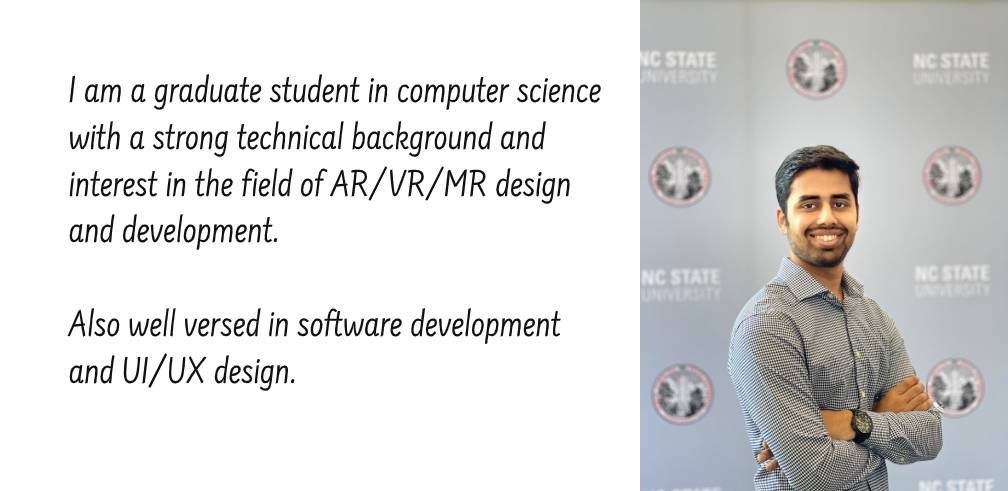 I am a graduate student in computer science
with a strong technical background and
interest in the field of AR/VR/MR design
and development.
Also well versed in software development
and UI/UX design.
NC STATE
UNIVERSITY
NC STATE
UNIVERSITY
NC STATE
UNIVERSITY
NC STATE
UNIVERSITY
NC STATE